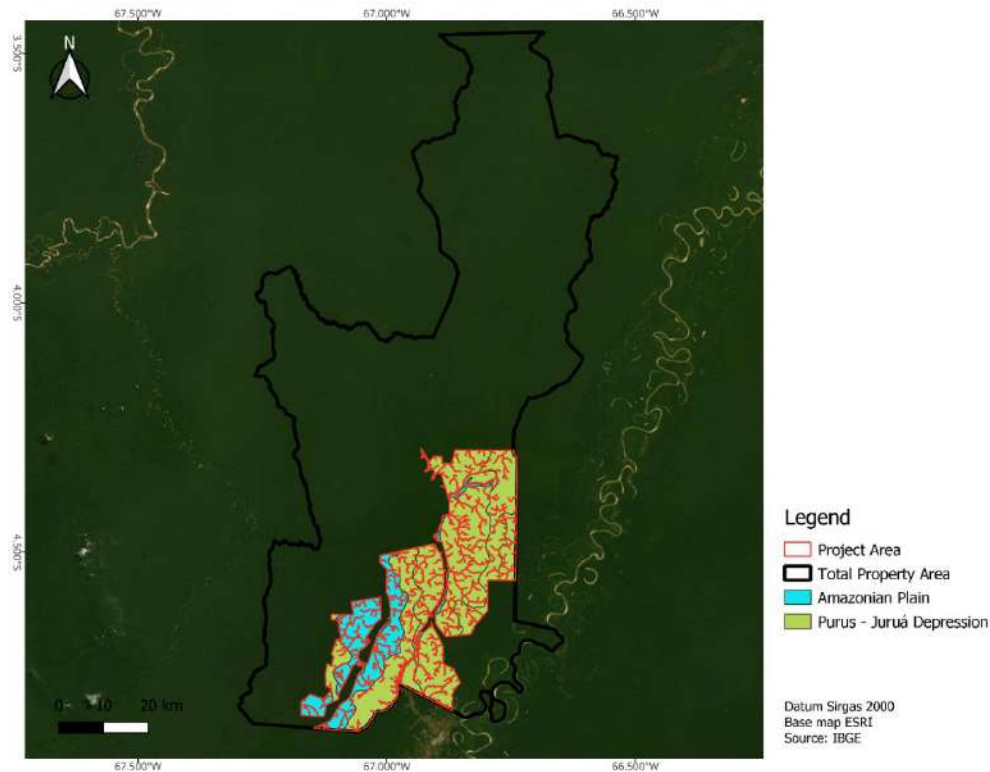 67.500°W 67.000°W 66.500°W
3.500°S
N
4.000°S
4.500°S
0 10 20 km
67.500°W 67.000°W 66.500°W
Legend
Project Area
Total Property Area
Amazonian Plain
Purus - Juruá Depression
Datum Sirgas 2000
Base map ESRI
Source: IBGE